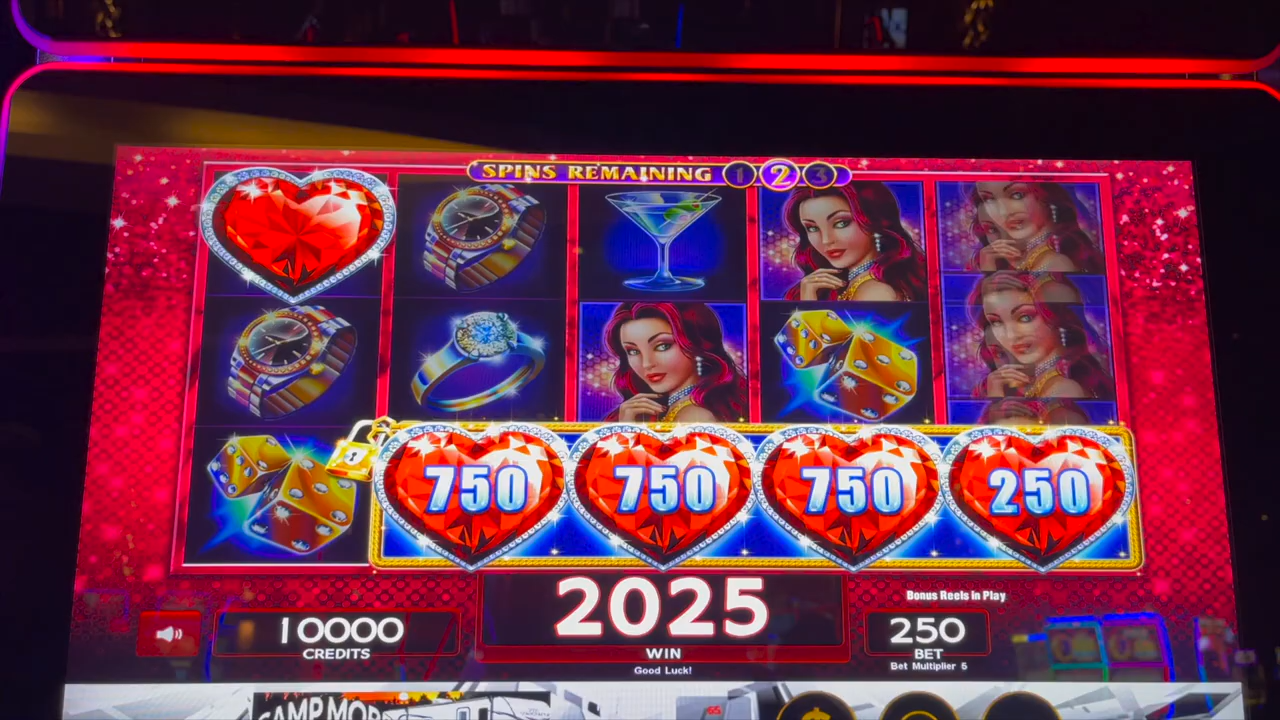 SPINS REMAINING 1 2 3
750 750 750 250
2025
WIN
Good Luck!
10000
CREDITS
Bonus Reels in Play
250
BET
Bet Multiplier 5